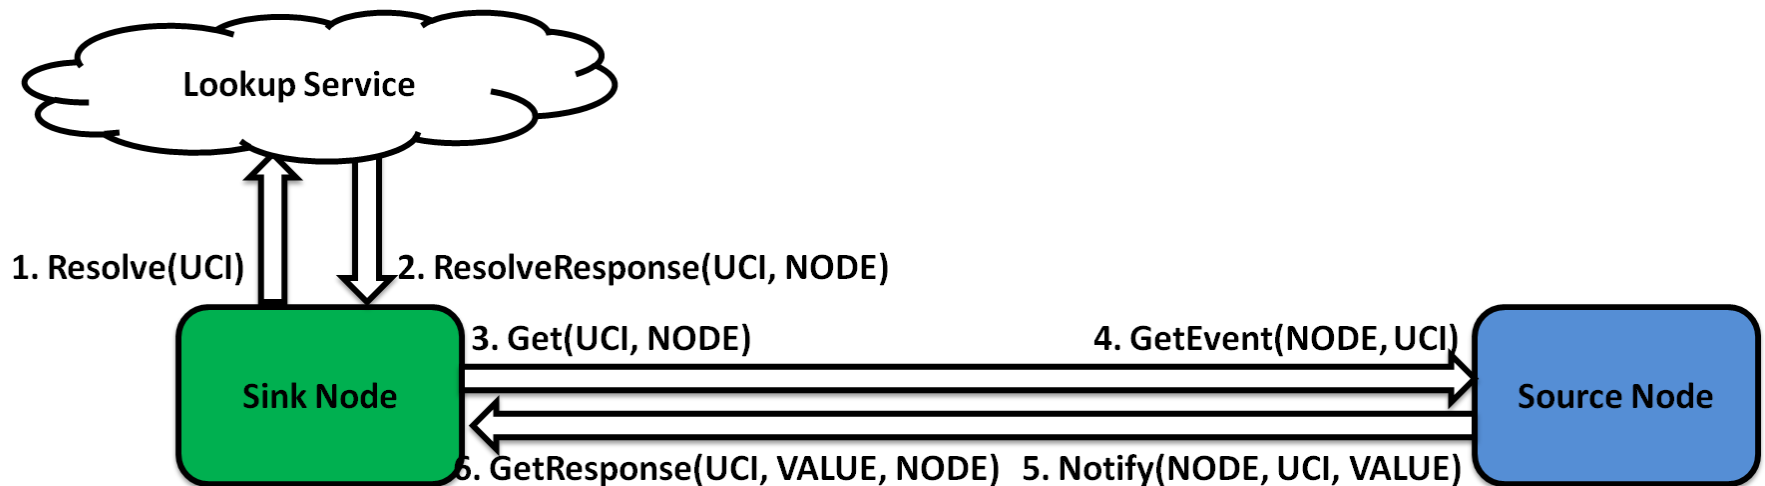 Lookup Service
1. Resolve(UCI)
2. ResolveResponse(UCI, NODE)
3. Get(UCI, NODE)
4. GetEvent(NODE, UCI)
Sink Node
Source Node
6. GetResponse(UCI, VALUE, NODE)
5. Notify(NODE, UCI, VALUE)